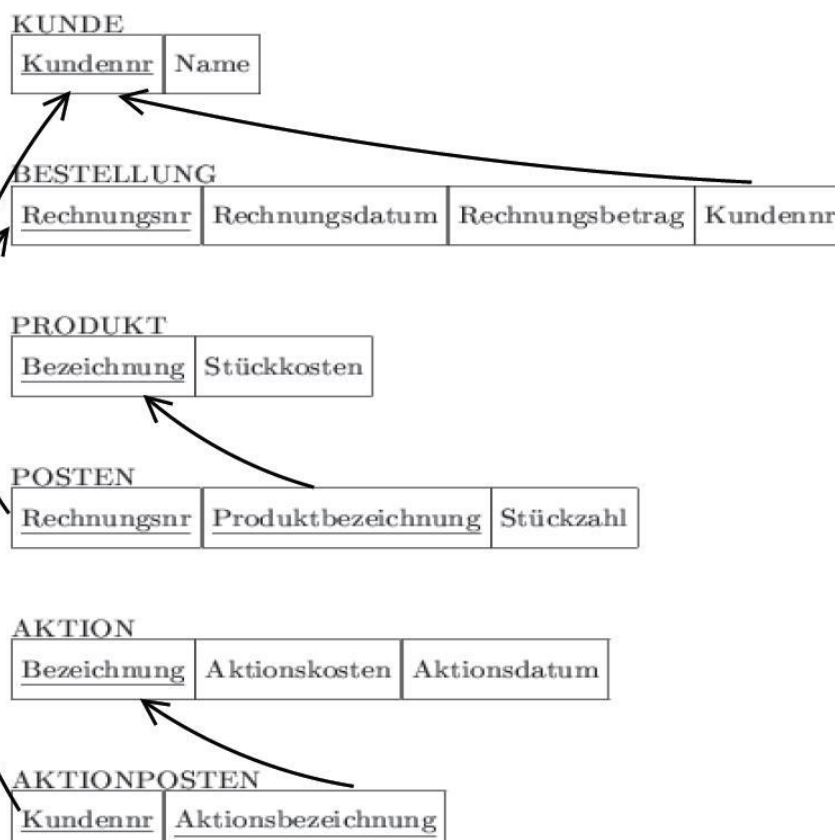 KUNDE
Kundennr Name
BESTELLUNG
Rechnungsnr Rechnungsdatum Rechnungsbetrag Kundennr
PRODUKT
Bezeichnung Stückkosten
POSTEN
Rechnungsnr Produktbezeichnung Stückzahl
AKTION
Bezeichnung Aktionskosten Aktionsdatum
AKTIONPOSTEN
Kundennr Aktionsbezeichnung